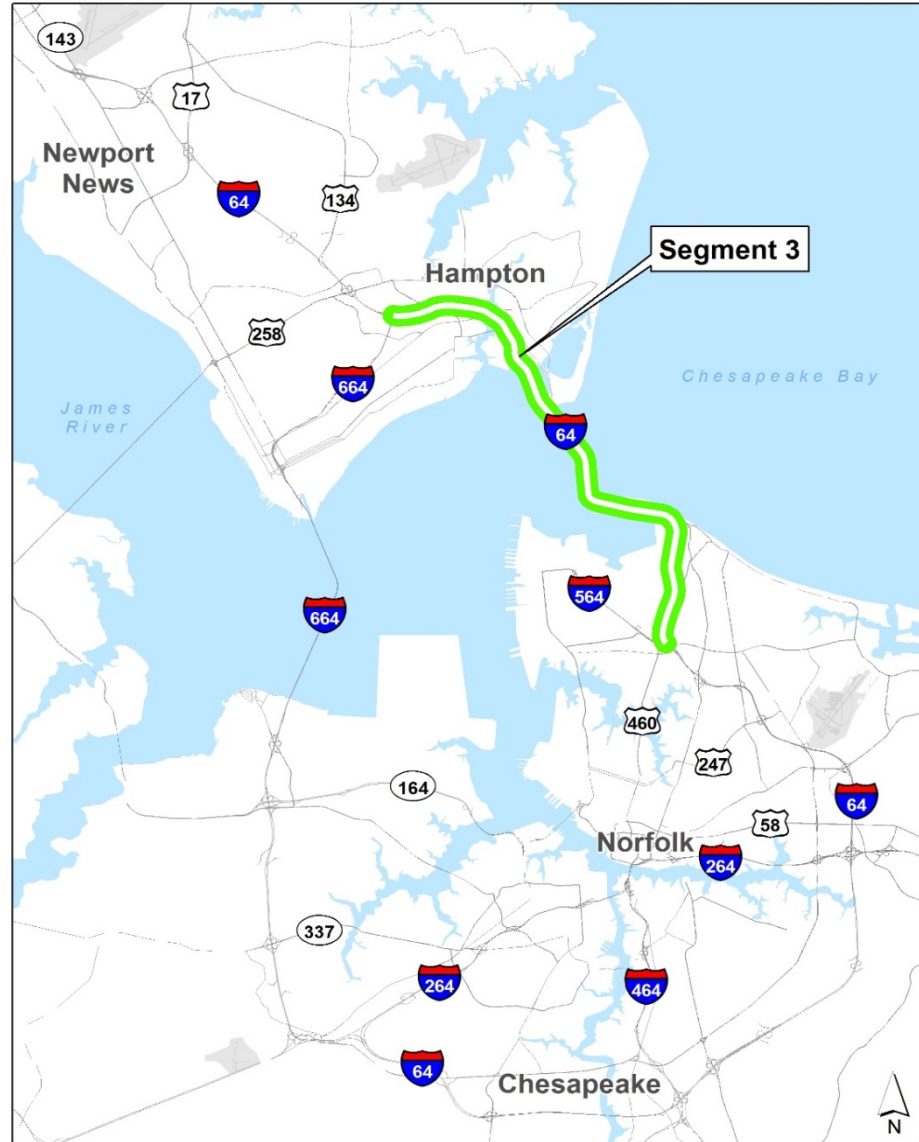 143
17
Newport
News
64
134
Segment 3
Hampton
258
664
Chesapeake Bay
James
River
64
564
664
460
247
164
64
58
Norfolk
264
337
264
464
64
Chesapeake
N